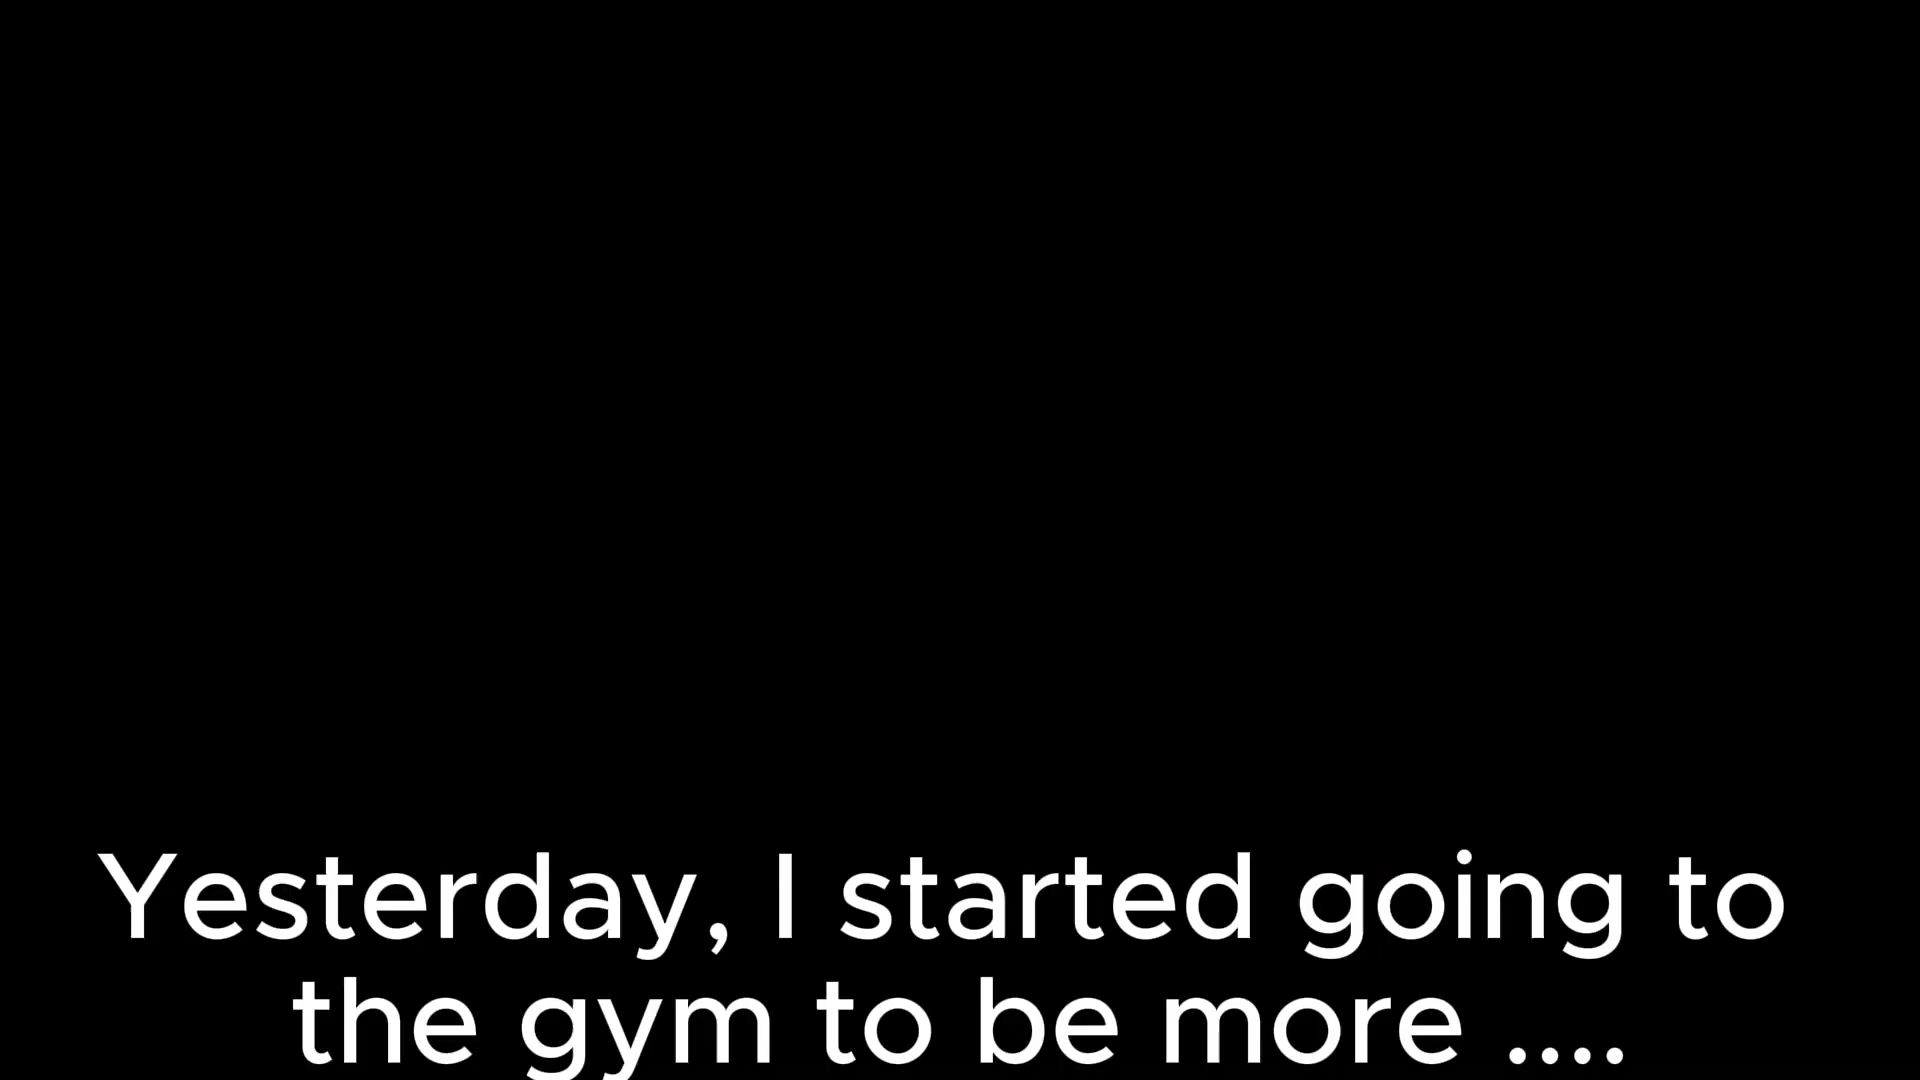 Yesterday, I started going to
the gym to be more ....